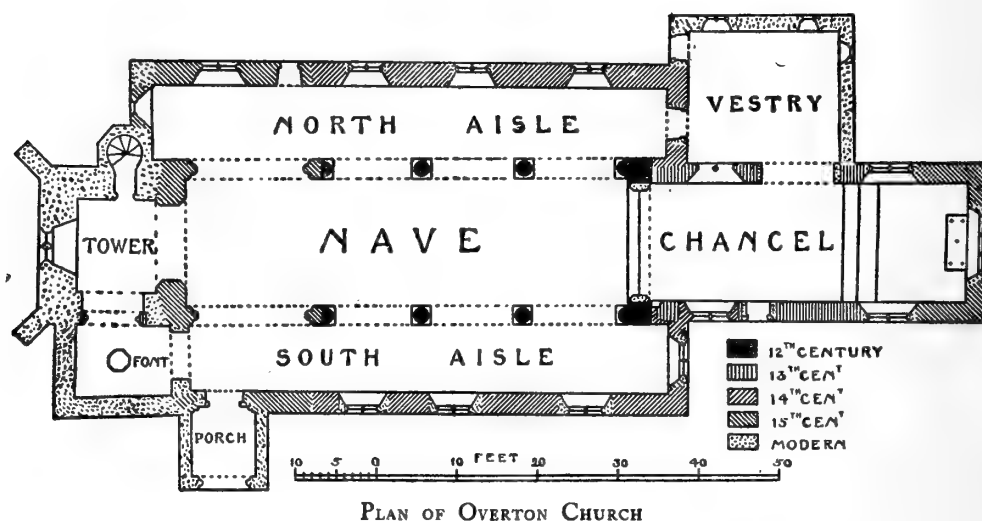 VESTRY
NORTH AISLE
TOWER
NAVE
CHANCEL
FONT
SOUTH AISLE
PORCH
12TH CENTURY
13TH CENT
14TH CENT
15TH CENT
MODERN
FEET
10 5 0 10 20 30 40 50
PLAN OF OVERTON CHURCH